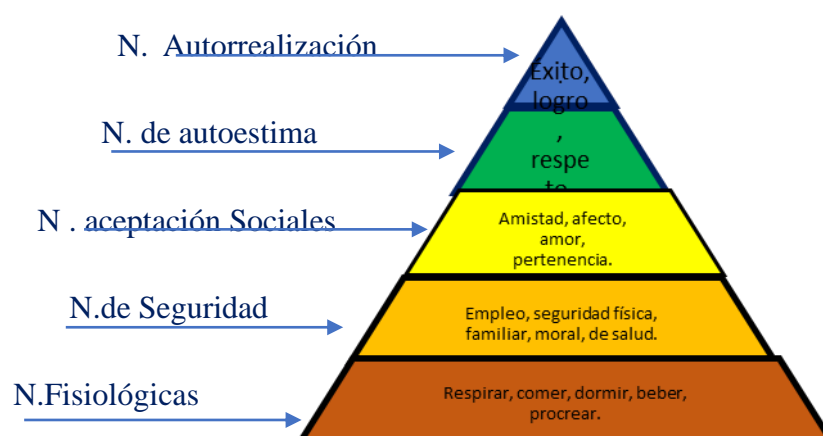 N. Autorrealización
Exito,
logro
,
respe
to.
N. de autoestima
N . aceptación Sociales
Amistad, afecto,
amor,
pertenencia.
N.de Seguridad
Empleo, seguridad física,
familiar, moral, de salud.
N.Fisiológicas
Respirar, comer, dormir, beber,
procrear.